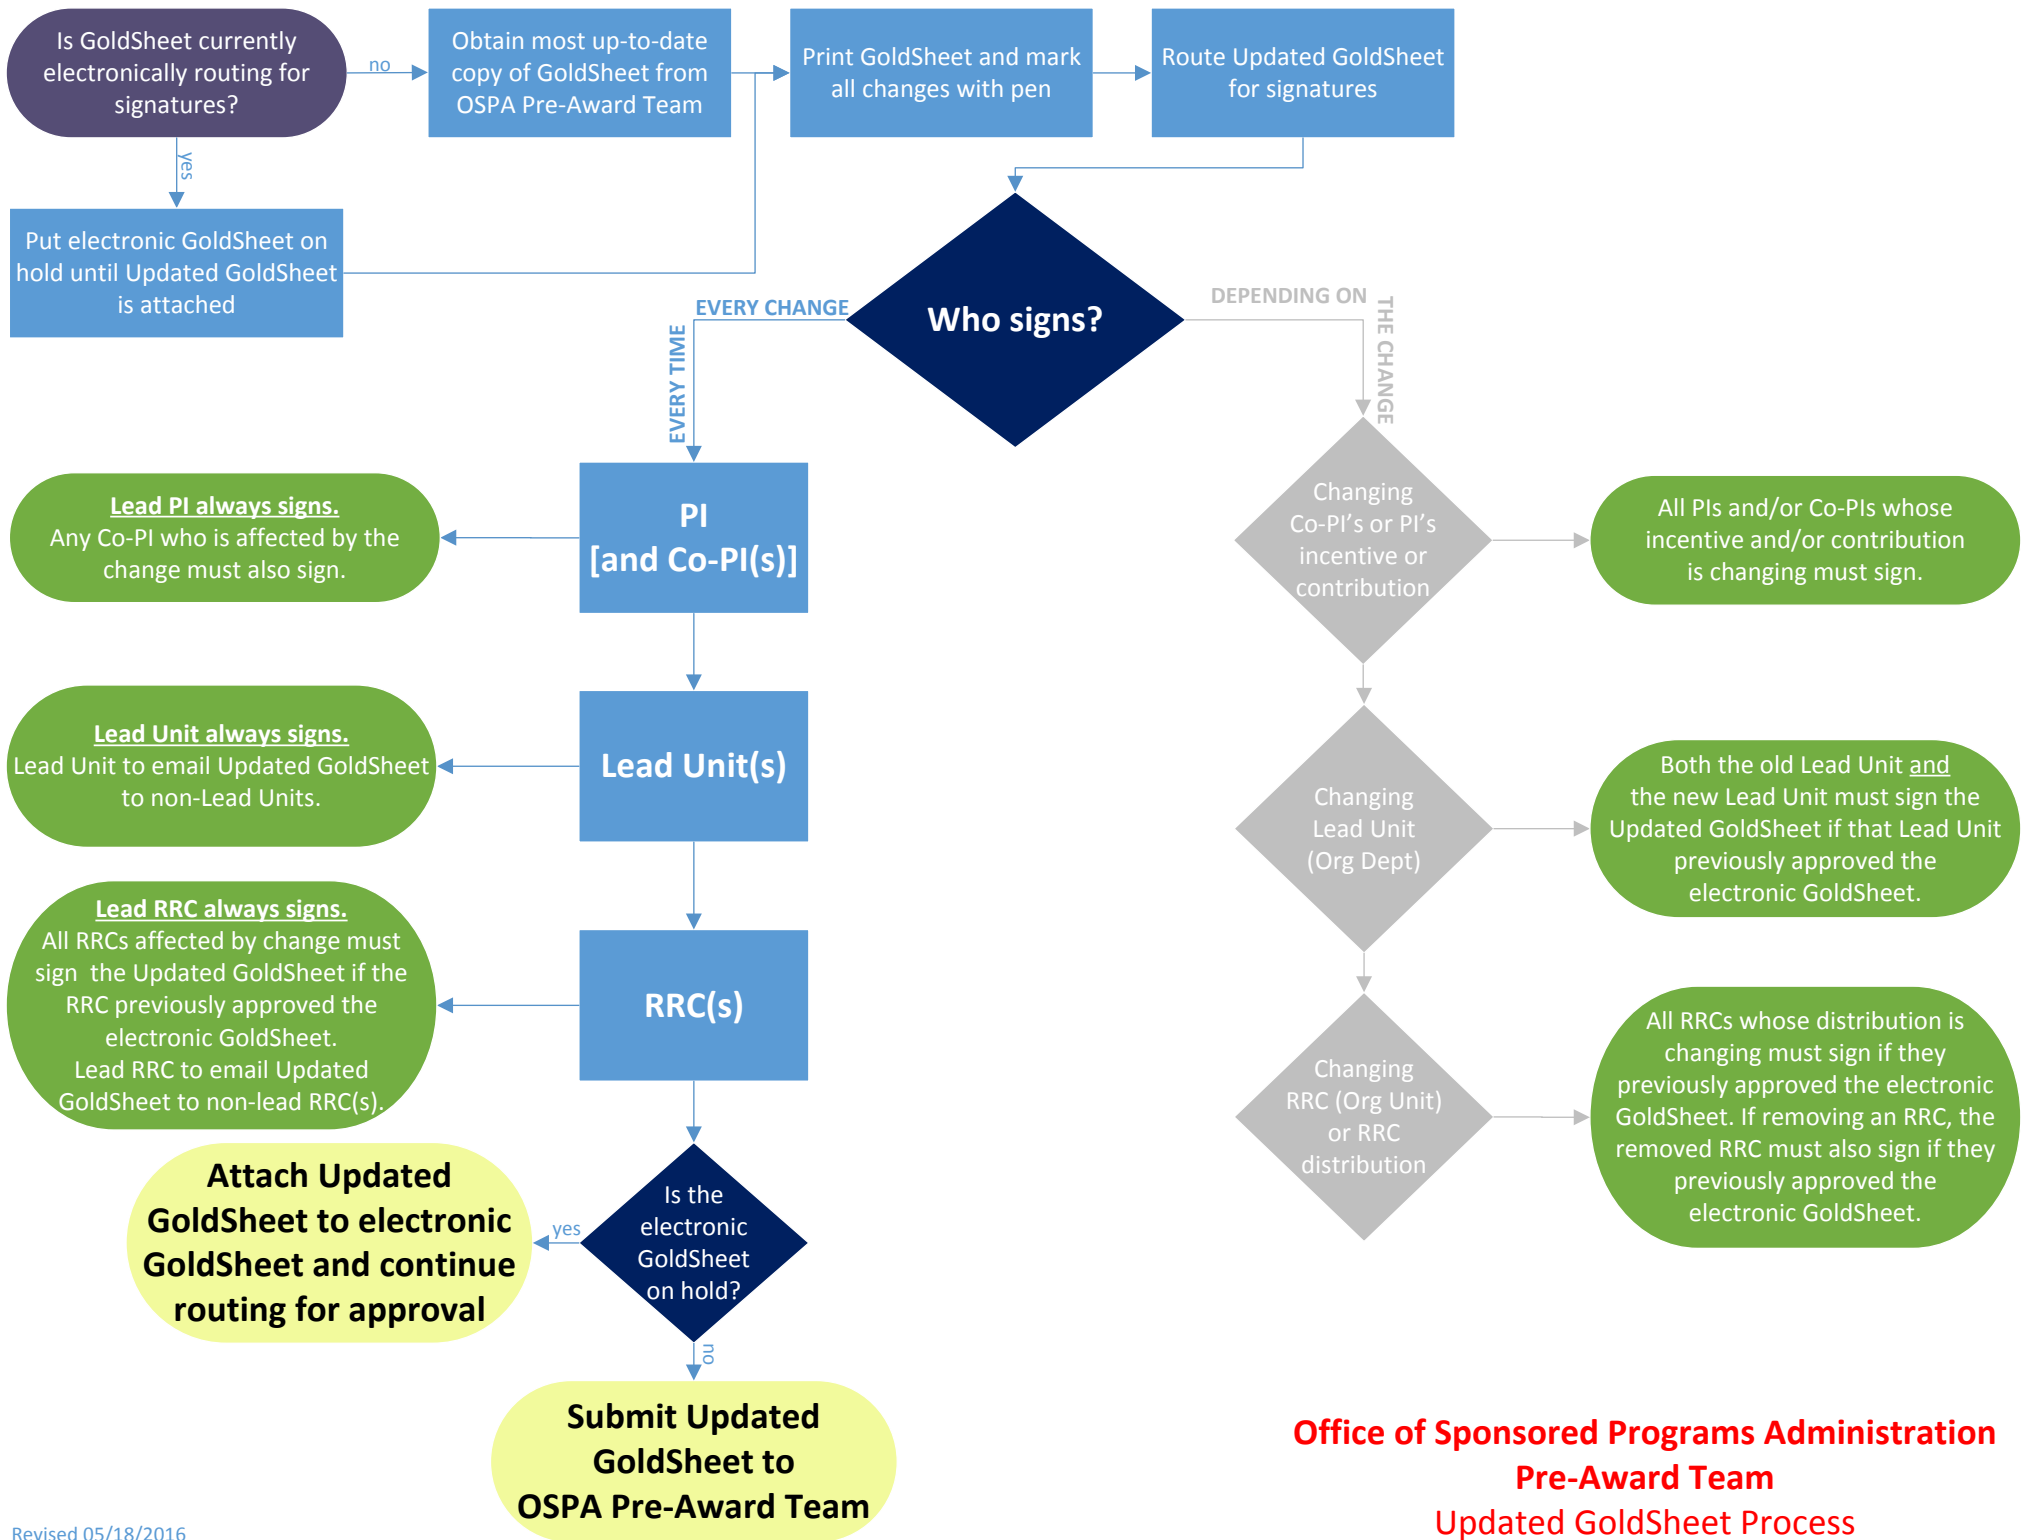 Is GoldSheet currently
electronically routing for
signatures?
no
Obtain most up-to-date
copy of GoldSheet from
OSPA Pre-Award Team
Print GoldSheet and mark
all changes with pen
Route Updated GoldSheet
for signatures
yes
Put electronic GoldSheet on
hold until Updated GoldSheet
is attached
Who signs?
EVERY CHANGE
EVERY TIME
DEPENDING ON
THE CHANGE
PI
[and Co-PI(s)]
Lead PI always signs.
Any Co-PI who is affected by the
change must also sign.
Changing
Co-PI’s or PI’s
incentive or
contribution
All PIs and/or Co-PIs whose
incentive and/or contribution
is changing must sign.
Lead Unit(s)
Lead Unit always signs.
Lead Unit to email Updated GoldSheet
to non-Lead Units.
Changing
Lead Unit
(Org Dept)
Both the old Lead Unit and
the new Lead Unit must sign the
Updated GoldSheet if that Lead Unit
previously approved the
electronic GoldSheet.
RRC(s)
Lead RRC always signs.
All RRCs affected by change must
sign the Updated GoldSheet if the
RRC previously approved the
electronic GoldSheet.
Lead RRC to email Updated
GoldSheet to non-lead RRC(s).
Changing
RRC (Org Unit)
or RRC
distribution
All RRCs whose distribution is
changing must sign if they
previously approved the electronic
GoldSheet. If removing an RRC, the
removed RRC must also sign if they
previously approved the
electronic GoldSheet.
Is the
electronic
GoldSheet
on hold?
yes
Attach Updated
GoldSheet to electronic
GoldSheet and continue
routing for approval
no
Submit Updated
GoldSheet to
OSPA Pre-Award Team
Office of Sponsored Programs Administration
Pre-Award Team
Updated GoldSheet Process
Revised 05/18/2016